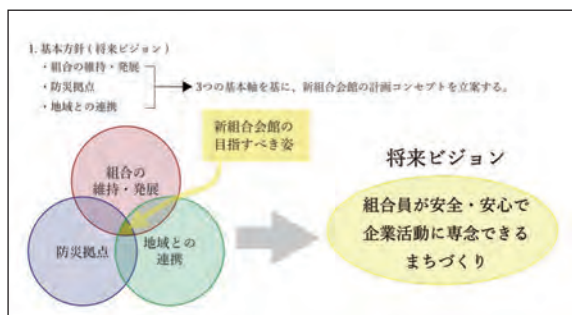 1. 基本方針(将来ビジョン)
・組合の維持・発展
・防災拠点
・地域との連携
3つの基本軸を基に、新組合会館の計画コンセプトを立案する。
新組合会館の
目指すべき姿
組合の
維持・発展
防災拠点
地域との
連携
将来ビジョン
組合員が安全・安心で
企業活動に専念できる
まちづくり